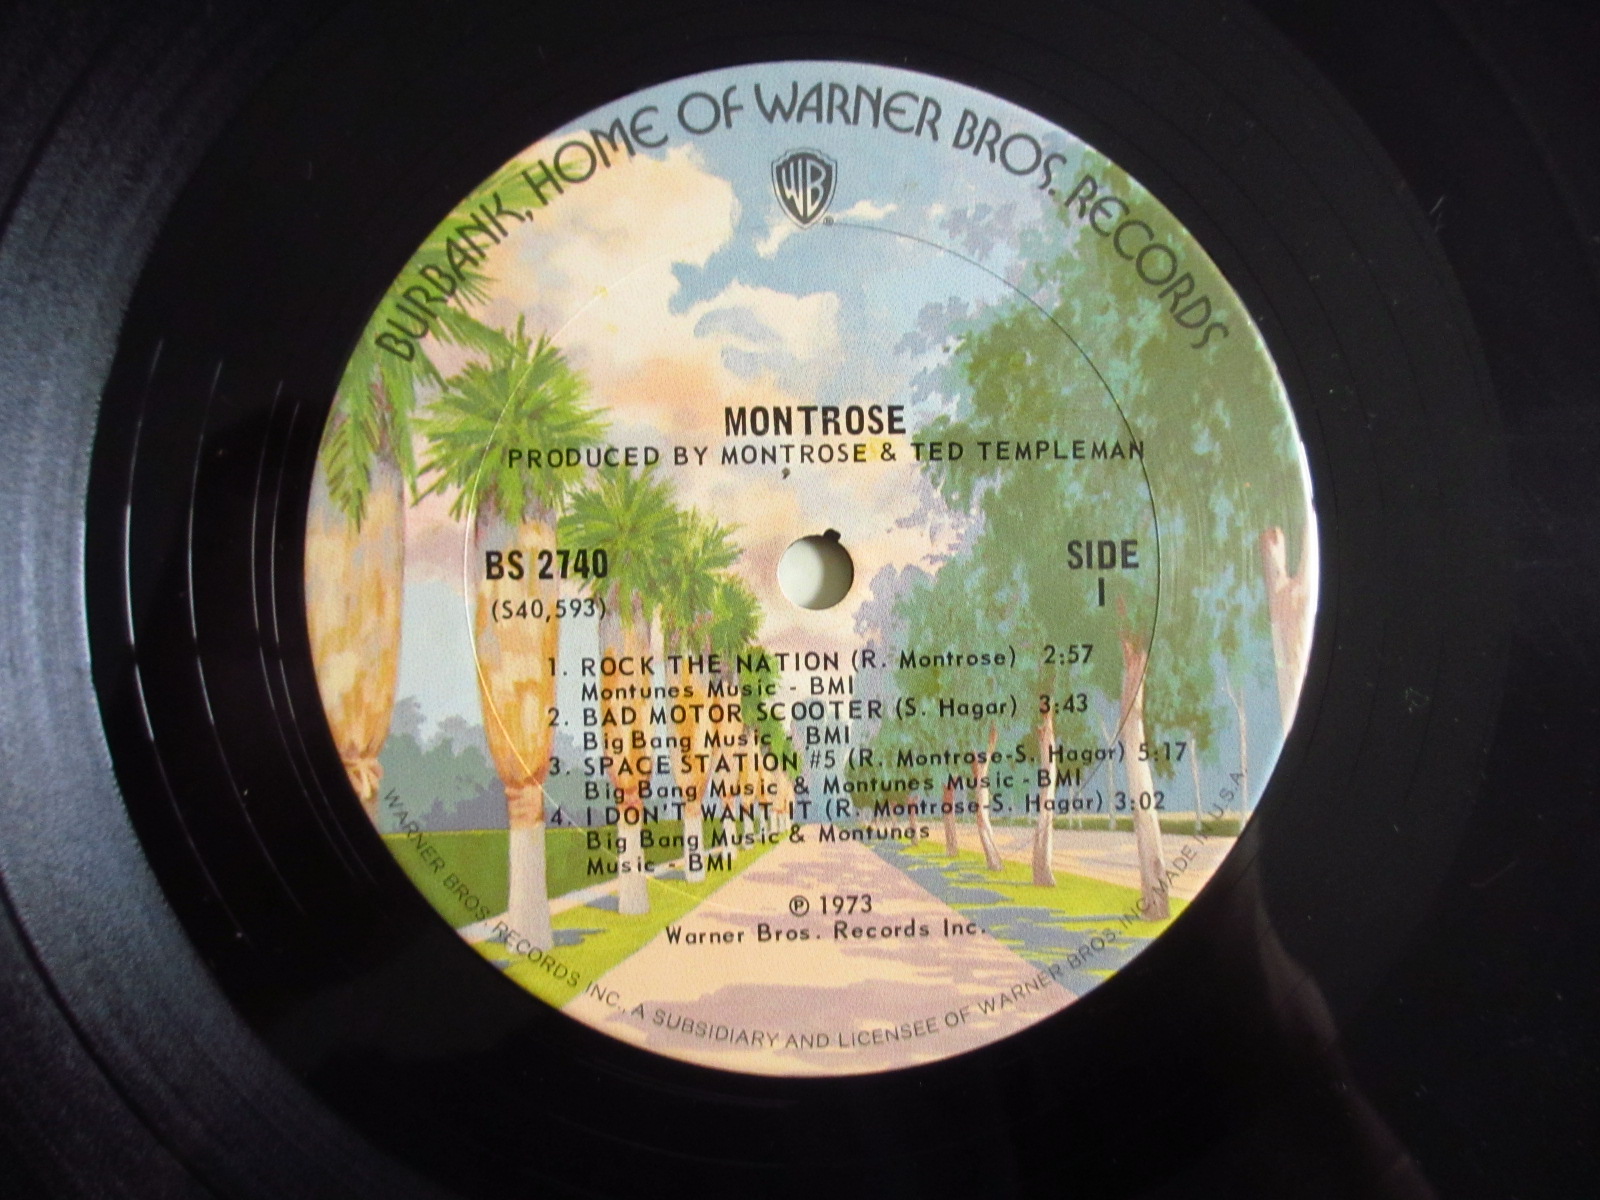 BURBANK, HOME OF WARNER BROS. RECORDS
WB
®
MONTROSE
PRODUCED BY MONTROSE & TED TEMPLEMAN
BS 2740
(S40,593)
SIDE
1
1. ROCK THE NATION (R. Montrose) 2:57
Montunes Music - BMI
2. BAD MOTOR SCOOTER (S. Hagar) 3:43
Big Bang Music - BMI
3. SPACE STATION #5 (R. Montrose-S. Hagar) 5:17
Big Bang Music & Montunes Music - BMI
4. I DON'T WANT IT (R. Montrose-S. Hagar) 3:02
Big Bang Music & Montunes
Music - BMI
℗ 1973
Warner Bros. Records Inc.
WARNER BROS. RECORDS INC., A SUBSIDIARY AND LICENSEE OF WARNER BROS. INC. MADE IN U.S.A.